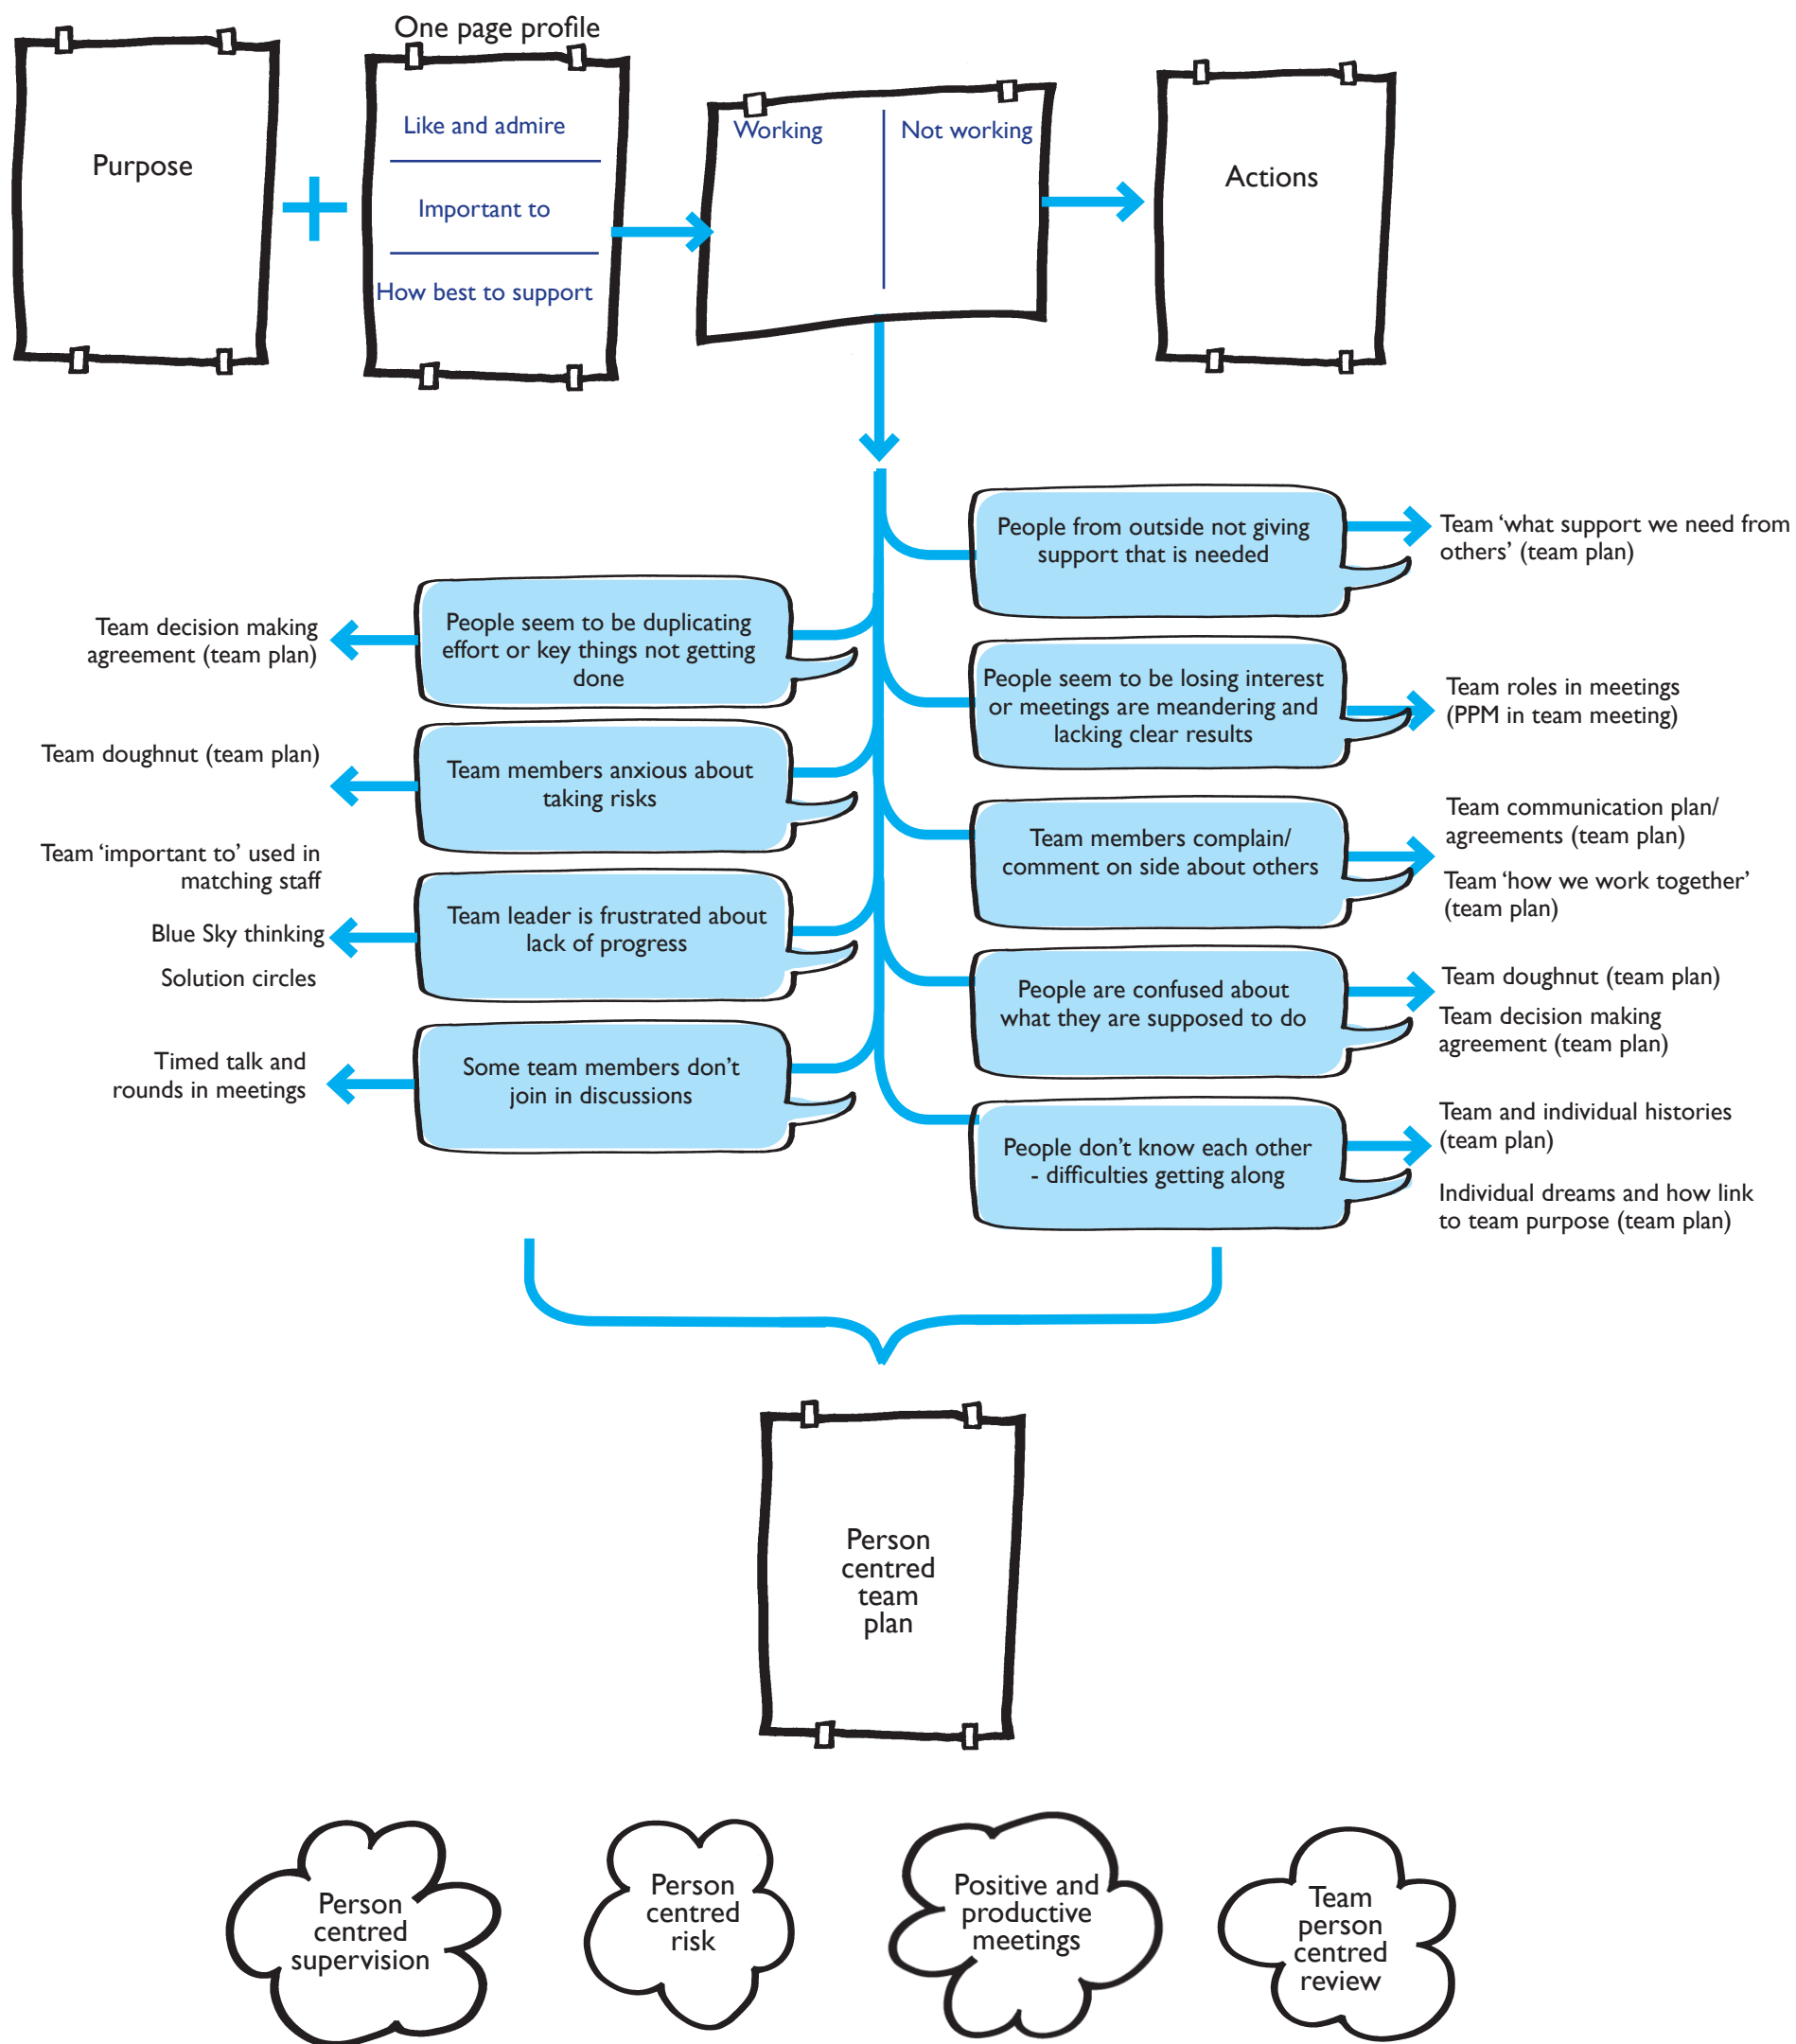 One page profile
Purpose
Like and admire
Important to
How best to support
Working
Not working
Actions
People from outside not giving
support that is needed
Team ‘what support we need from
others’ (team plan)
Team decision making
agreement (team plan)
People seem to be duplicating
effort or key things not getting
done
People seem to be losing interest
or meetings are meandering and
lacking clear results
Team roles in meetings
(PPM in team meeting)
Team doughnut (team plan)
Team members anxious about
taking risks
Team members complain/
comment on side about others
Team communication plan/
agreements (team plan)
Team ‘how we work together’
(team plan)
Team ‘important to’ used in
matching staff
Blue Sky thinking
Solution circles
Team leader is frustrated about
lack of progress
People are confused about
what they are supposed to do
Team doughnut (team plan)
Team decision making
agreement (team plan)
Timed talk and
rounds in meetings
Some team members don’t
join in discussions
People don’t know each other
- difficulties getting along
Team and individual histories
(team plan)
Individual dreams and how link
to team purpose (team plan)
Person
centred
team
plan
Person
centred
supervision
Person
centred
risk
Positive and
productive
meetings
Team
person
centred
review